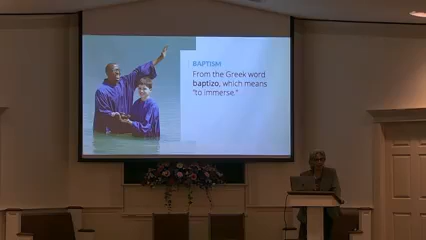 BAPTISM
From the Greek word
baptizo, which means
"to immerse."